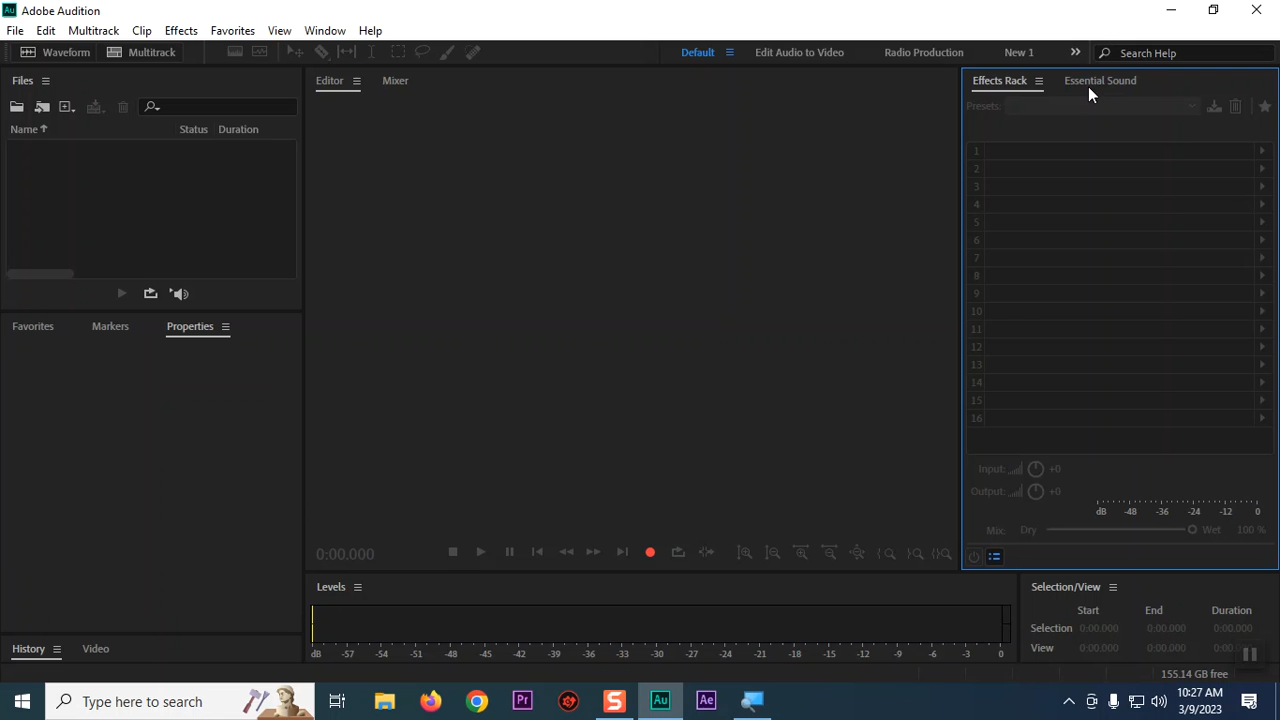 Au Adobe Audition
File Edit Multitrack Clip Effects Favorites View Window Help
Waveform Multitrack Default Edit Audio to Video Radio Production New 1 Search Help
Files Editor Mixer Effects Rack Essential Sound
Presets:
Name Status Duration
1
2
3
4
5
6
7
8
9
10
11
12
13
14
15
16
Favorites Markers Properties
Input: +0
Output: +0
dB -48 -36 -24 -12 0
Mix: Dry Wet 100 %
0:00.000
Levels
dB -57 -54 -51 -48 -45 -42 -39 -36 -33 -30 -27 -24 -21 -18 -15 -12 -9 -6 -3 0
Selection/View
Start End Duration
Selection 0:00.000 0:00.000 0:00.000
View 0:00.000 0:00.000 0:00.000
History Video
155.14 GB free
Type here to search
Pr S Au Ae
10:27 AM
3/9/2023